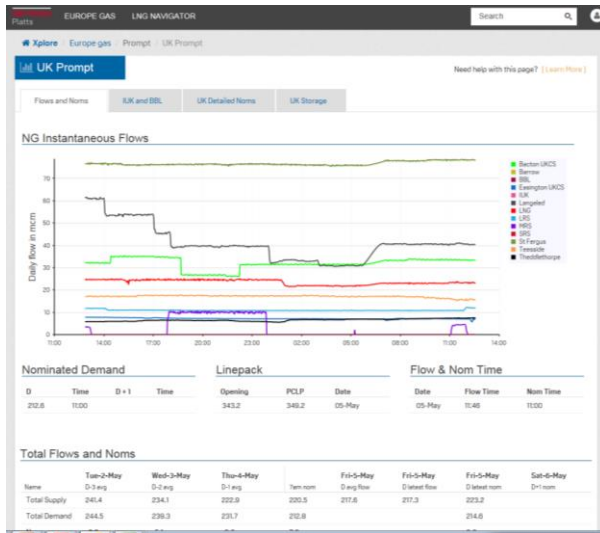 Platts
EUROPE GAS LNG NAVIGATOR
Search
Xplore / Europe gas / Prompt / UK Prompt
UK Prompt
Need help with this page? [Learn More]
Flows and Noms IUK and BBL UK Detailed Noms UK Storage
NG Instantaneous Flows
Daily flow in mcm
70
60
50
40
30
20
10
0
11:00 14:00 17:00 20:00 23:00 02:00 05:00 08:00 11:00 14:00
Bacton UKCS
Barrow
BBL
Easington UKCS
IUK
Langeled
LNG
LRS
MRS
SRS
St Fergus
Teesside
Theddlethorpe
Nominated Demand Linepack Flow & Nom Time
D Time D+1 Time Opening PCLP Date Date Flow Time Nom Time
212.8 11:00 343.2 349.2 05-May 05-May 11:46 11:00
Total Flows and Noms
Tue-2-May Wed-3-May Thu-4-May Fri-5-May Fri-5-May Fri-5-May Sat-6-May
Name D-3 avg D-2 avg D-1 avg 7am nom D avg flow D latest flow D latest nom D+1 nom
Total Supply 241.4 234.1 222.9 220.5 217.6 217.3 223.2
Total Demand 244.5 239.3 231.7 212.8 214.6